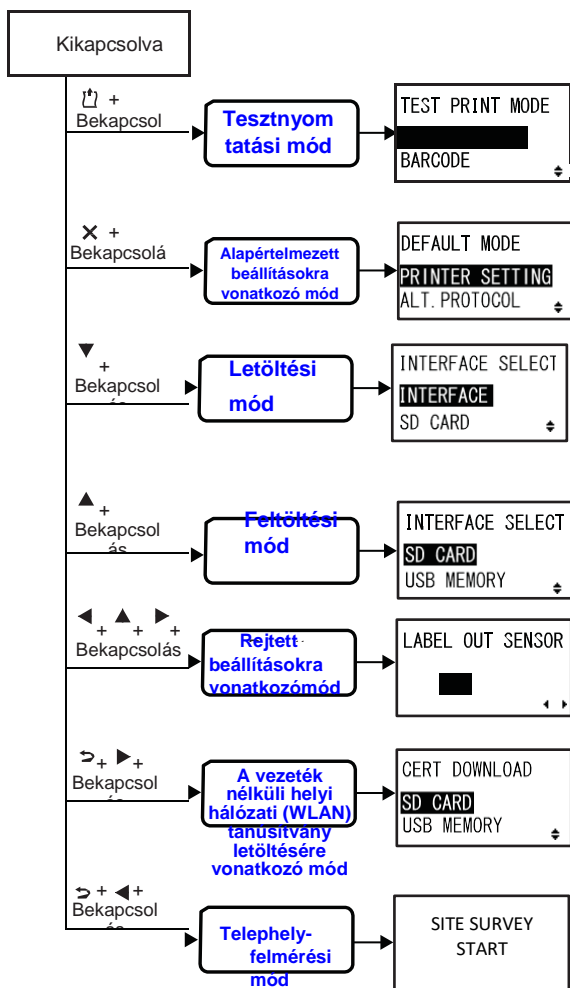 Kikapcsolva
+
Bekapcsol
Tesztnyom
tatási mód
TEST PRINT MODE
BARCODE
+
Bekapcsolá
Alapértelmezett
beállításokra
vonatkozó mód
DEFAULT MODE
PRINTER SETTING
ALT.PROTOCOL
▼
+
Bekapcsol
Letöltési
mód
INTERFACE SELECT
INTERFACE
SD CARD
▲
+
Bekapcsol
ás
Feltöltési
mód
INTERFACE SELECT
SD CARD
USB MEMORY
◀ + ▲ + ▶ +
Bekapcsolás
Rejtett
beállításokra
vonatkozómód
LABEL OUT SENSOR
+ ▶ +
Bekapcsol
A vezeték
nélküli helyi
hálózati (WLAN)
tanúsítvány
letöltésére
vonatkozó mód
CERT DOWNLOAD
SD CARD
USB MEMORY
+ ◀ +
Bekapcsol
Telephely-
felmérési
mód
SITE SURVEY
START